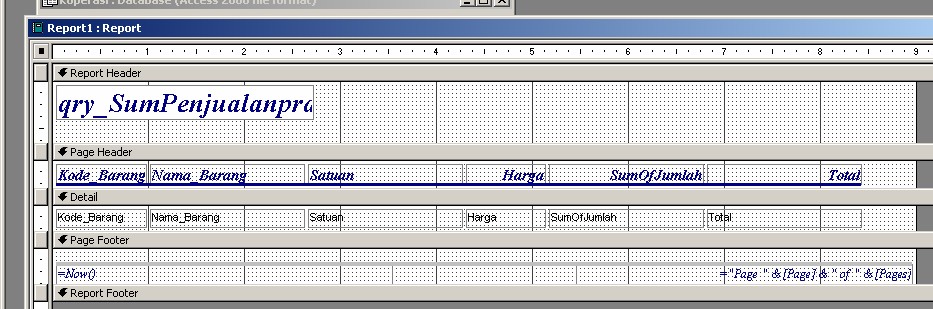 Koperasi : Database (Access 2000 file format)
Report1 : Report
1 2 3 4 5 6 7 8 9
Report Header
qry_SumPenjualanpra
Page Header
Kode_Barang Nama_Barang Satuan Harga SumOfJumlah Total
Detail
Kode_Barang Nama_Barang Satuan Harga SumOfJumlah Total
Page Footer
=Now() ="Page " & [Page] & " of " & [Pages]
Report Footer